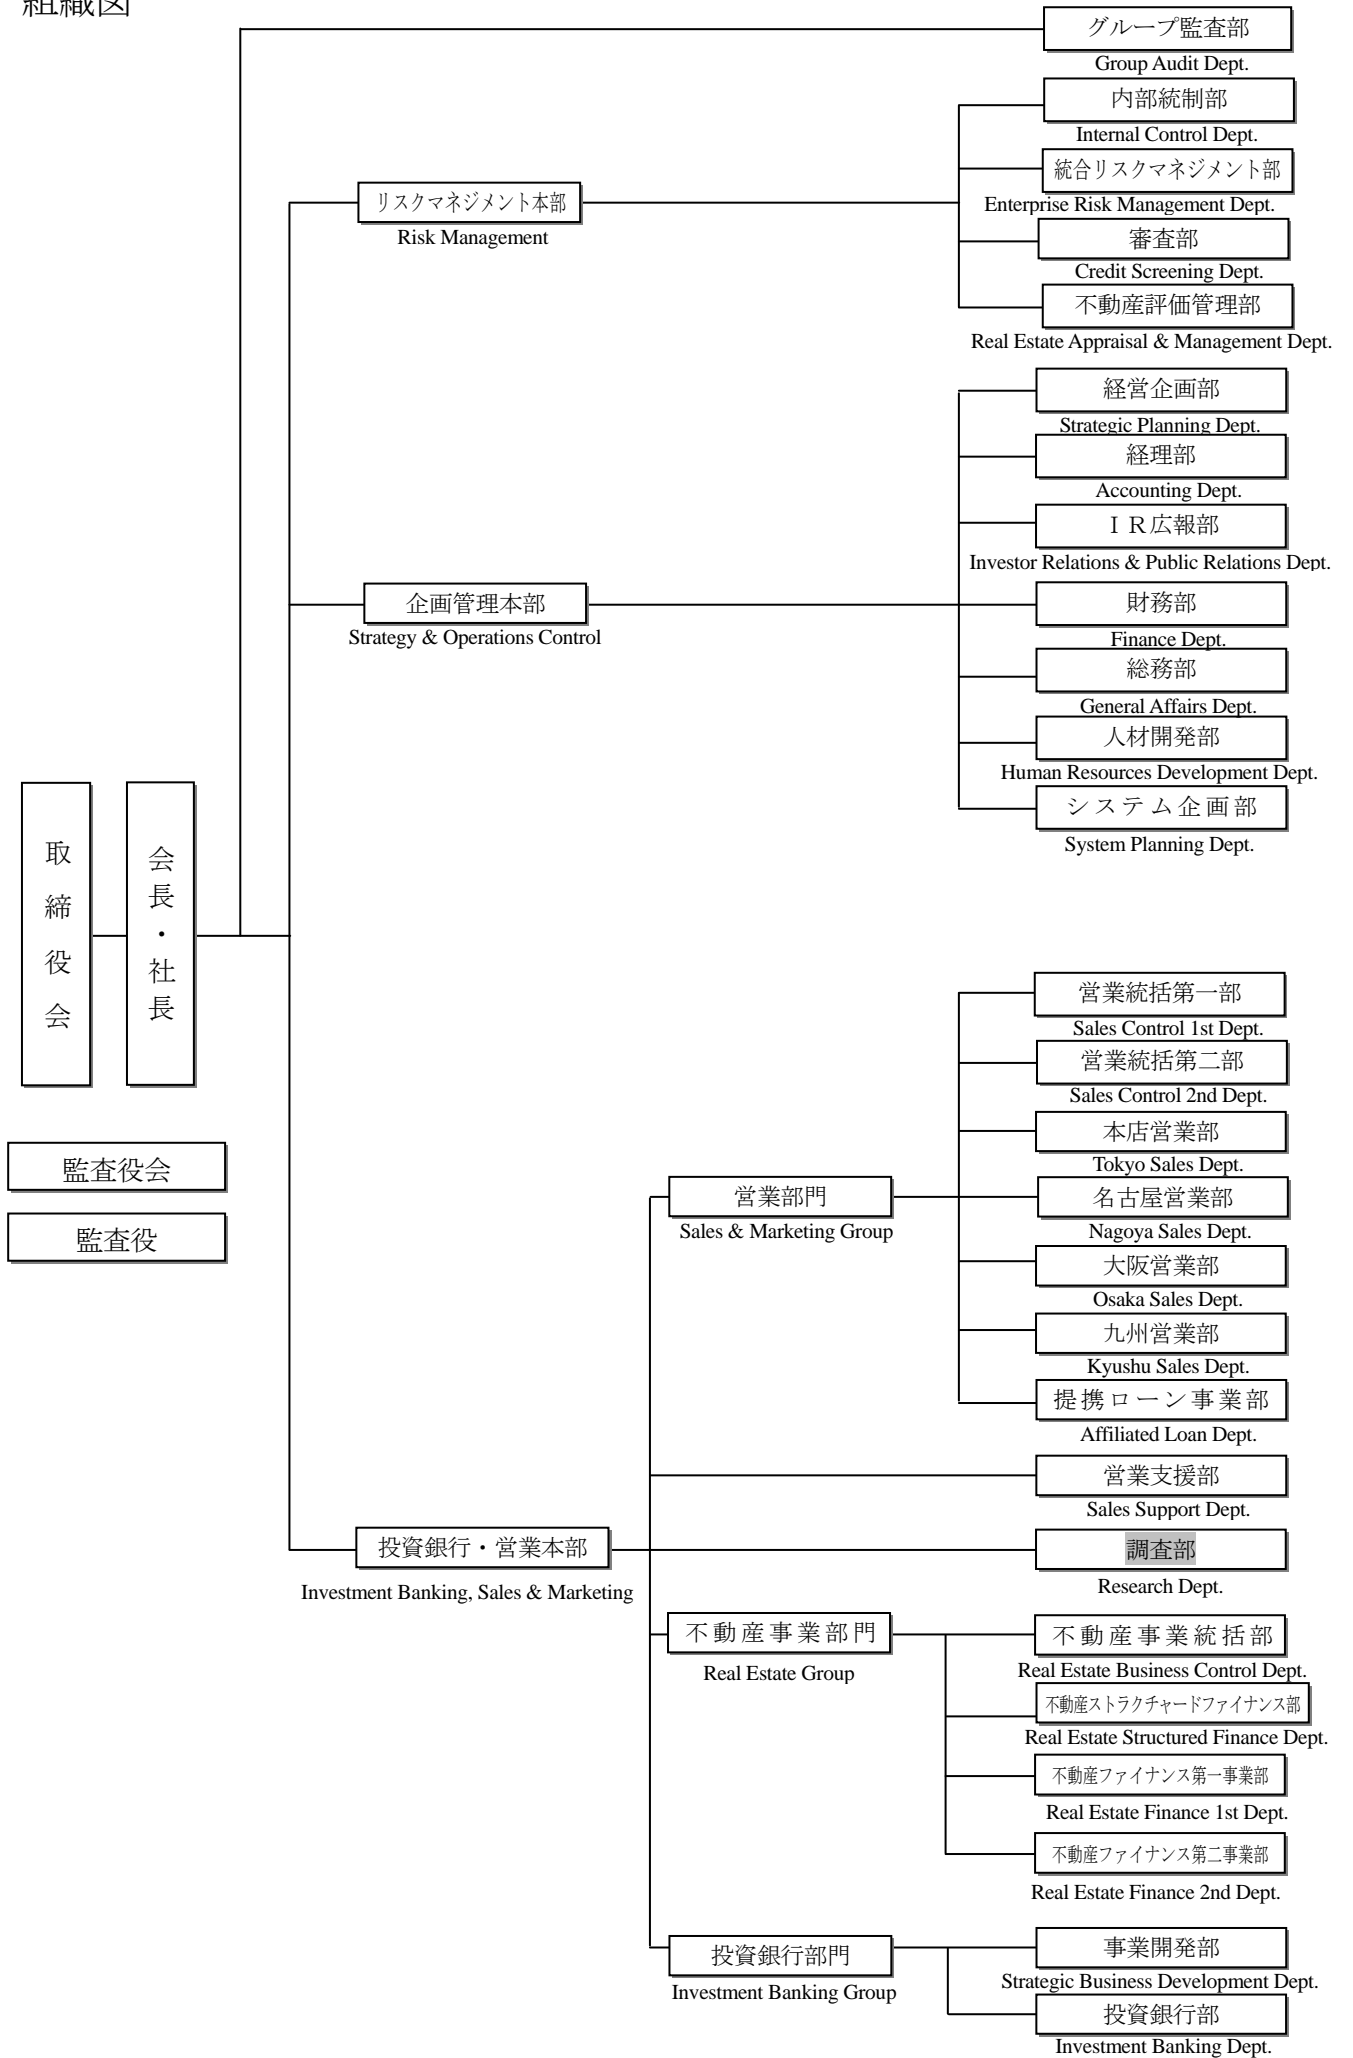 組織図
グループ監査部
Group Audit Dept.
内部統制部
Internal Control Dept.
統合リスクマネジメント部
Enterprise Risk Management Dept.
リスクマネジメント本部
Risk Management
審査部
Credit Screening Dept.
不動産評価管理部
Real Estate Appraisal & Management Dept.
経営企画部
Strategic Planning Dept.
経理部
Accounting Dept.
ＩＲ広報部
Investor Relations & Public Relations Dept.
企画管理本部
Strategy & Operations Control
財務部
Finance Dept.
総務部
General Affairs Dept.
人材開発部
Human Resources Development Dept.
システム企画部
System Planning Dept.
取締役会
会長・社長
監査役会
監査役
営業統括第一部
Sales Control 1st Dept.
営業統括第二部
Sales Control 2nd Dept.
本店営業部
Tokyo Sales Dept.
営業部門
Sales & Marketing Group
名古屋営業部
Nagoya Sales Dept.
大阪営業部
Osaka Sales Dept.
九州営業部
Kyushu Sales Dept.
提携ローン事業部
Affiliated Loan Dept.
営業支援部
Sales Support Dept.
投資銀行・営業本部
Investment Banking, Sales & Marketing
調査部
Research Dept.
不動産事業部門
Real Estate Group
不動産事業統括部
Real Estate Business Control Dept.
不動産ストラクチャードファイナンス部
Real Estate Structured Finance Dept.
不動産ファイナンス第一事業部
Real Estate Finance 1st Dept.
不動産ファイナンス第二事業部
Real Estate Finance 2nd Dept.
投資銀行部門
Investment Banking Group
事業開発部
Strategic Business Development Dept.
投資銀行部
Investment Banking Dept.